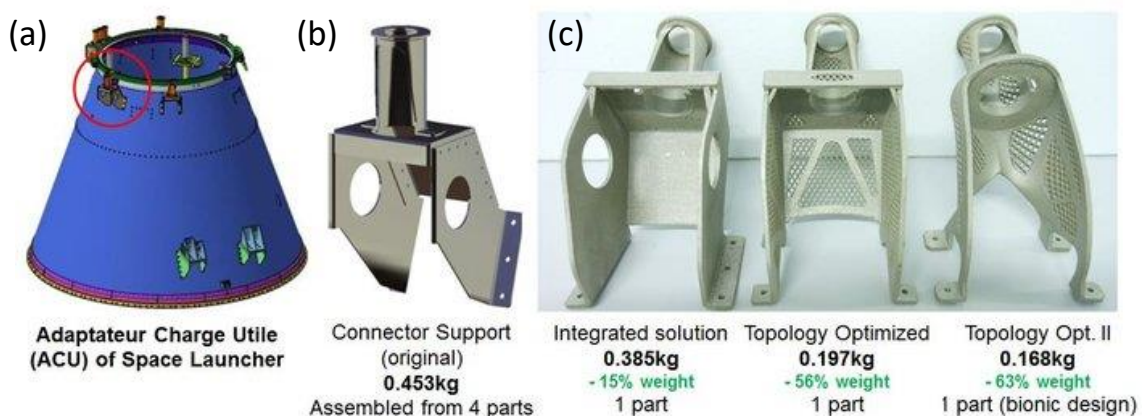 (a)
Adaptateur Charge Utile
(ACU) of Space Launcher
(b)
Connector Support
(original)
0.453kg
Assembled from 4 parts
(c)
Integrated solution
0.385kg
- 15% weight
1 part
Topology Optimized
0.197kg
- 56% weight
1 part
Topology Opt. II
0.168kg
- 63% weight
1 part (bionic design)